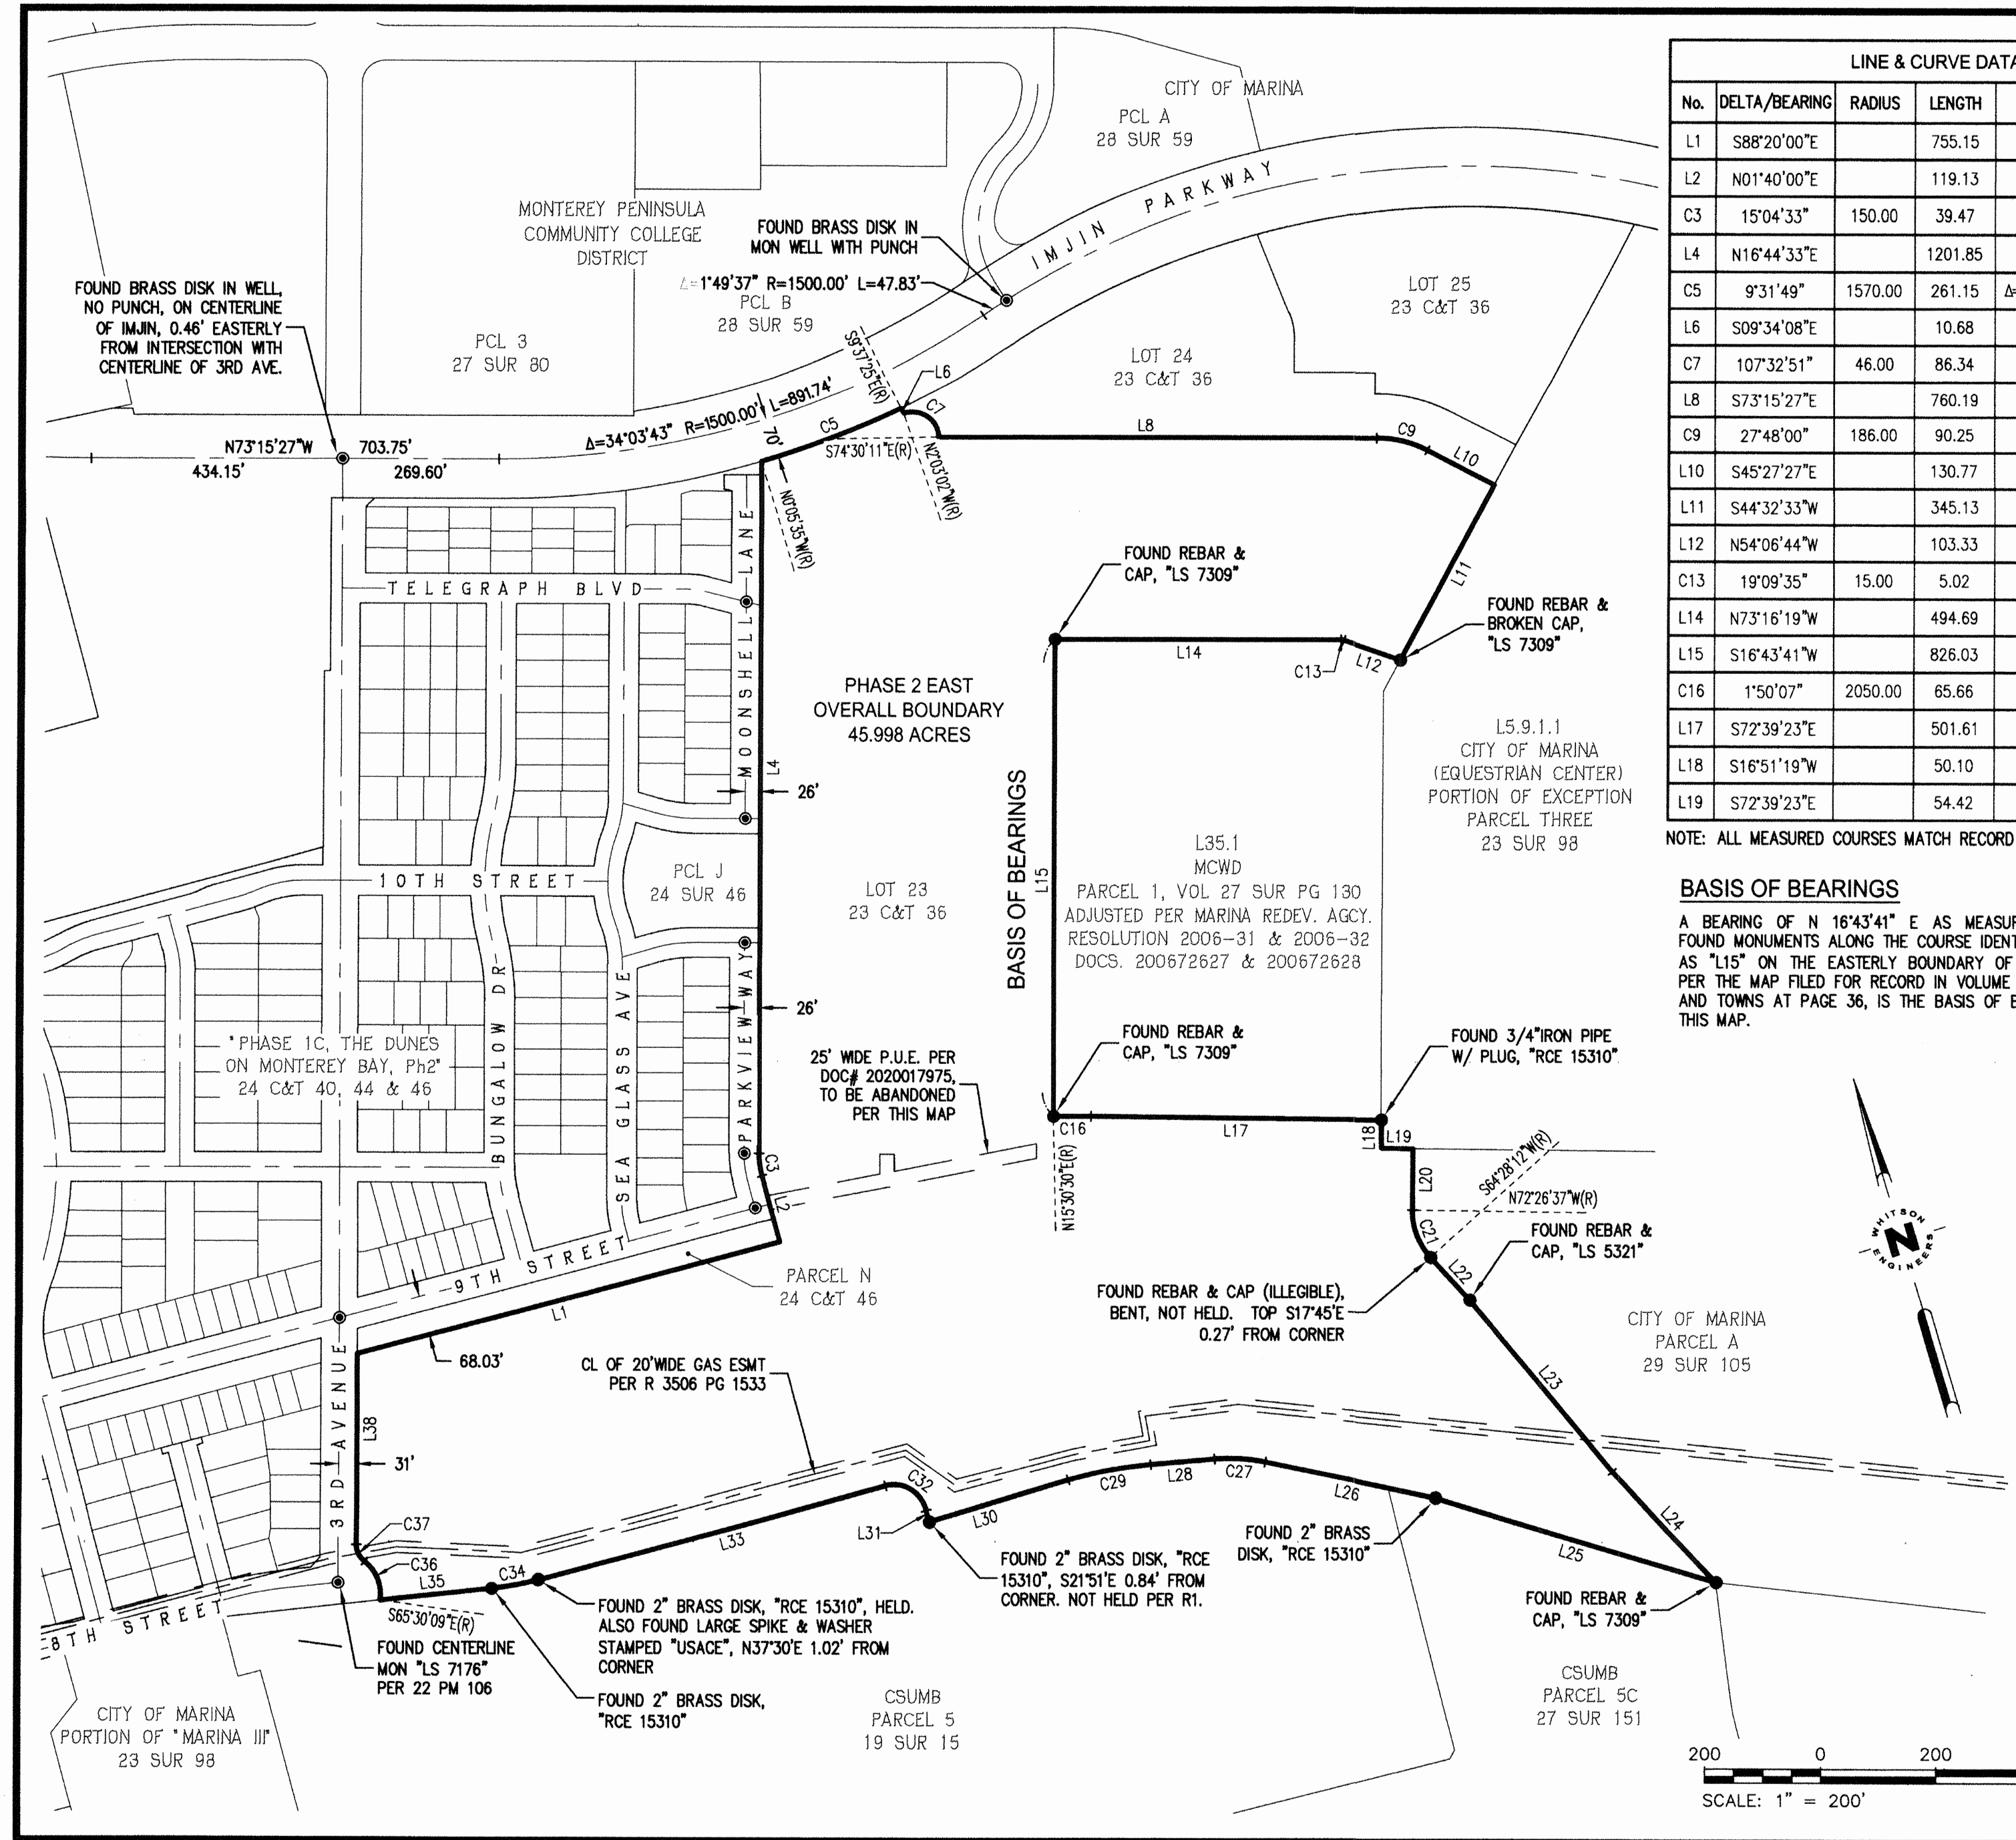 CITY OF MARINA
PCL A
28 SUR 59
IMJIN PARKWAY
MONTEREY PENINSULA
COMMUNITY COLLEGE
DISTRICT
FOUND BRASS DISK IN
MON WELL WITH PUNCH
Δ=1°49'37" R=1500.00' L=47.83'
PCL B
28 SUR 59
FOUND BRASS DISK IN WELL,
NO PUNCH, ON CENTERLINE
OF IMJIN, 0.46' EASTERLY
FROM INTERSECTION WITH
CENTERLINE OF 3RD AVE.
PCL 3
27 SUR 80
LOT 25
23 C&T 36
LOT 24
23 C&T 36
S9°37'25"E(R)
L6
C7
C5
L8
C9
L10
Δ=34°03'43" R=1500.00' L=891.74'
70'
N73°15'27"W 703.75'
434.15' 269.60'
S74°30'11"E(R)
N2°03'02"W(R)
N0°05'35"W(R)
MOONSHELL LANE
TELEGRAPH BLVD
FOUND REBAR &
CAP, "LS 7309"
L11
FOUND REBAR &
BROKEN CAP,
"LS 7309"
L14
C13
L12
PHASE 2 EAST
OVERALL BOUNDARY
45.998 ACRES
L4
26'
BASIS OF BEARINGS
L15
L5.9.1.1
CITY OF MARINA
(EQUESTRIAN CENTER)
PORTION OF EXCEPTION
PARCEL THREE
23 SUR 98
L35.1
MCWD
PARCEL 1, VOL 27 SUR PG 130
ADJUSTED PER MARINA REDEV. AGCY.
RESOLUTION 2006-31 & 2006-32
DOCS. 200672627 & 200672628
10TH STREET
PCL J
24 SUR 46
LOT 23
23 C&T 36
BUNGALOW DR
SEA GLASS AVE
PARKVIEW WAY
26'
"PHASE 1C, THE DUNES
ON MONTEREY BAY, Ph2"
24 C&T 40, 44 & 46
25' WIDE P.U.E. PER
DOC# 2020017975,
TO BE ABANDONED
PER THIS MAP
FOUND REBAR &
CAP, "LS 7309"
FOUND 3/4"IRON PIPE
W/ PLUG, "RCE 15310"
C16
L17
L18
L19
L20
C3
L2
N15°30'30"E(R)
S64°28'12"W(R)
N72°26'37"W(R)
C21
L22
FOUND REBAR &
CAP, "LS 5321"
9TH STREET
PARCEL N
24 C&T 46
L1
68.03'
FOUND REBAR & CAP (ILLEGIBLE),
BENT, NOT HELD. TOP S17°45'E
0.27' FROM CORNER
CITY OF MARINA
PARCEL A
29 SUR 105
CL OF 20'WIDE GAS ESMT
PER R 3506 PG 1533
L23
L38
3RD AVENUE
31'
C37
C36
L35
C34
L33
C32
L31
L30
C29
L28
C27
L26
L25
L24
S65°30'09"E(R)
8TH STREET
FOUND 2" BRASS
DISK, "RCE 15310"
FOUND 2" BRASS DISK, "RCE
15310", S21°51'E 0.84' FROM
CORNER. NOT HELD PER R1.
FOUND 2" BRASS DISK, "RCE 15310", HELD.
ALSO FOUND LARGE SPIKE & WASHER
STAMPED "USACE", N37°30'E 1.02' FROM
CORNER
FOUND REBAR &
CAP, "LS 7309"
FOUND CENTERLINE
MON "LS 7176"
PER 22 PM 106
FOUND 2" BRASS DISK,
"RCE 15310"
CITY OF MARINA
PORTION OF "MARINA III"
23 SUR 98
CSUMB
PARCEL 5
19 SUR 15
CSUMB
PARCEL 5C
27 SUR 151
LINE & CURVE DATA
No. DELTA/BEARING RADIUS LENGTH
L1 S88°20'00"E 755.15
L2 N01°40'00"E 119.13
C3 15°04'33" 150.00 39.47
L4 N16°44'33"E 1201.85
C5 9°31'49" 1570.00 261.15 Δ=
L6 S09°34'08"E 10.68
C7 107°32'51" 46.00 86.34
L8 S73°15'27"E 760.19
C9 27°48'00" 186.00 90.25
L10 S45°27'27"E 130.77
L11 S44°32'33"W 345.13
L12 N54°06'44"W 103.33
C13 19°09'35" 15.00 5.02
L14 N73°16'19"W 494.69
L15 S16°43'41"W 826.03
C16 1°50'07" 2050.00 65.66
L17 S72°39'23"E 501.61
L18 S16°51'19"W 50.10
L19 S72°39'23"E 54.42
NOTE: ALL MEASURED COURSES MATCH RECORD
BASIS OF BEARINGS
A BEARING OF N 16°43'41" E AS MEASUR
FOUND MONUMENTS ALONG THE COURSE IDENT
AS "L15" ON THE EASTERLY BOUNDARY OF
PER THE MAP FILED FOR RECORD IN VOLUME
AND TOWNS AT PAGE 36, IS THE BASIS OF B
THIS MAP.
WHITSON
N
ENGINEERS
200 0 200
SCALE: 1" = 200'